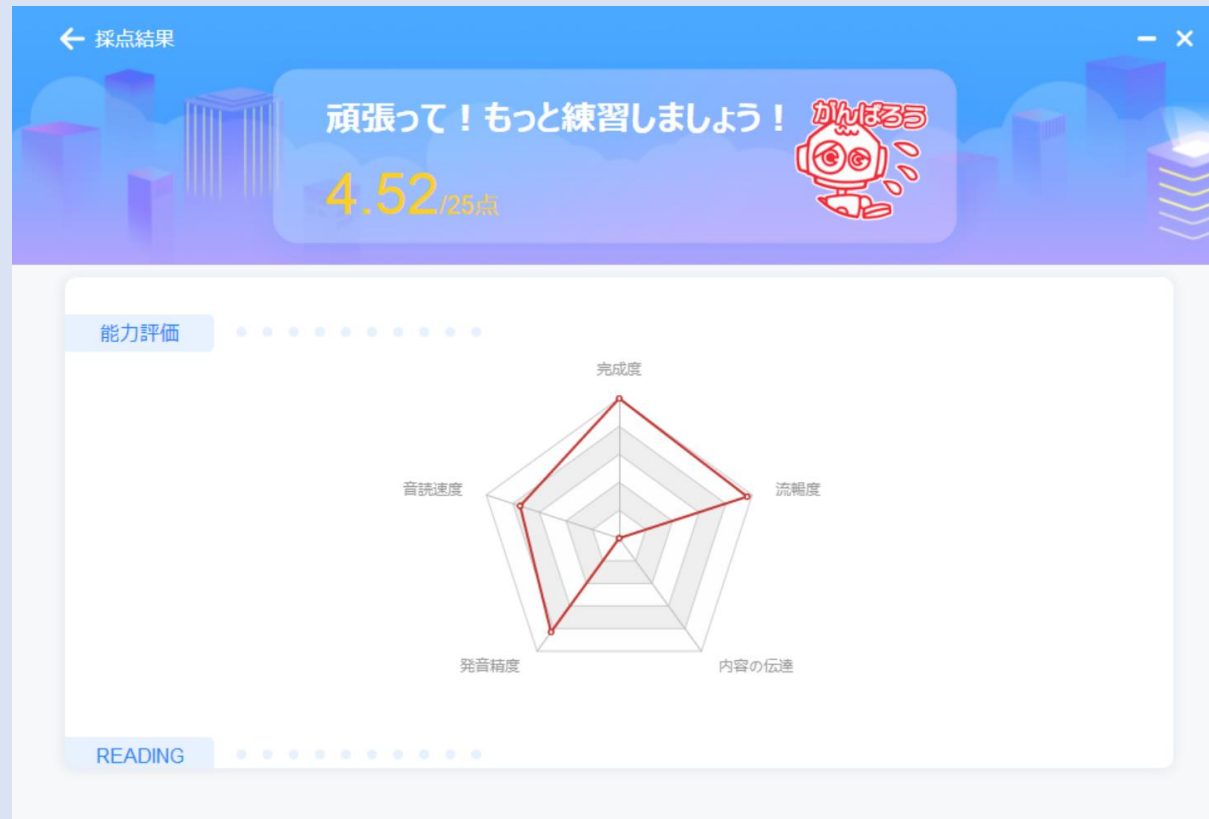 採点結果
頑張って！もっと練習しましょう！
がんばろう
4.52/25点
能力評価
完成度
音読速度
流暢度
発音精度
内容の伝達
READING